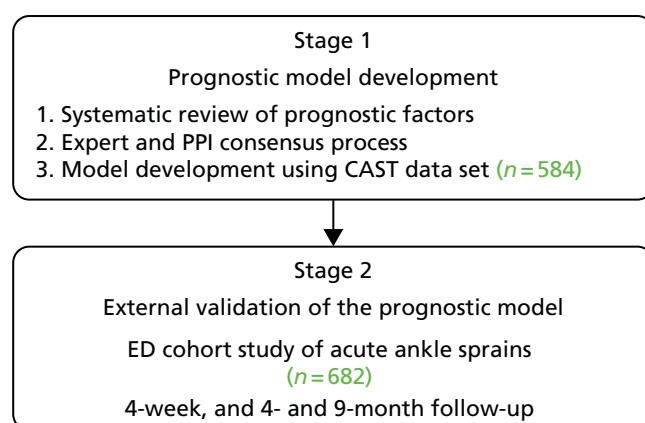 Stage 1
Prognostic model development
1. Systematic review of prognostic factors
2. Expert and PPI consensus process
3. Model development using CAST data set (n = 584)
Stage 2
External validation of the prognostic model
ED cohort study of acute ankle sprains
(n = 682)
4-week, and 4- and 9-month follow-up